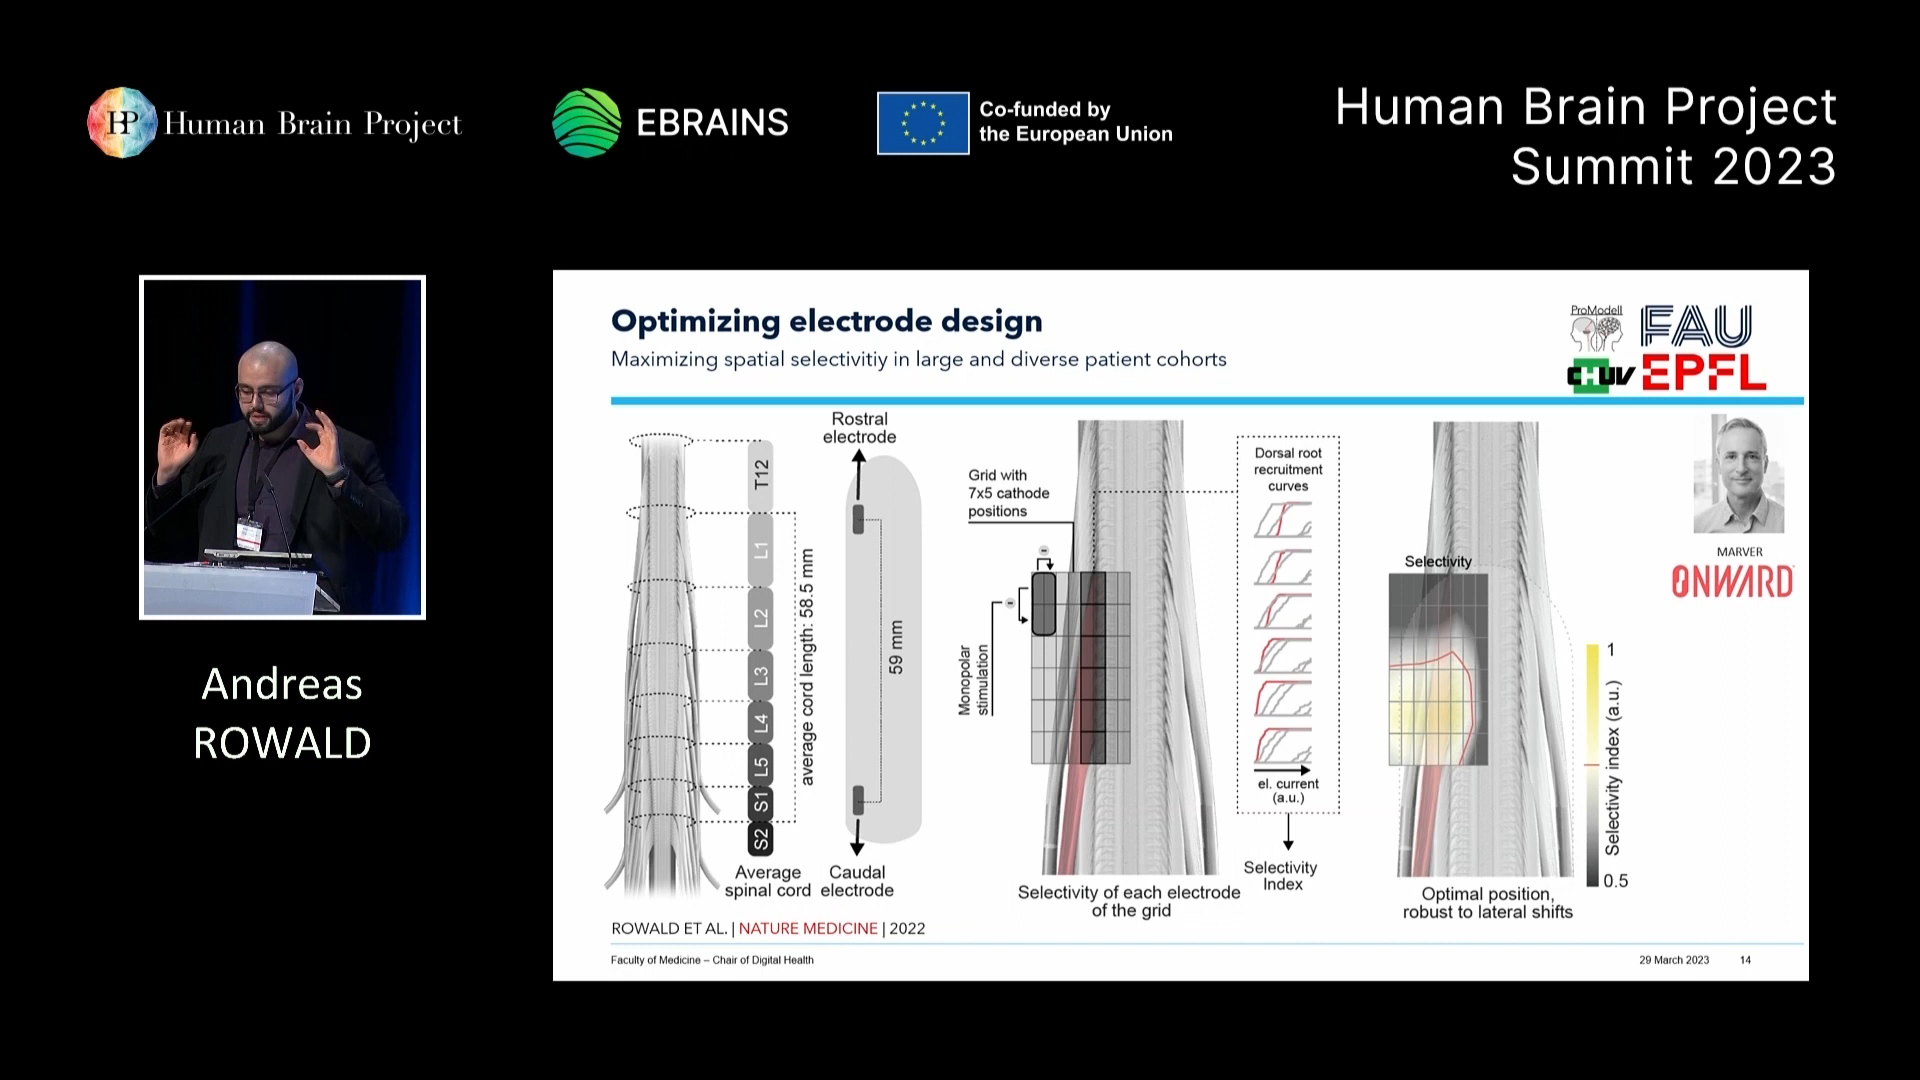 HP Human Brain Project
EBRAINS
Co-funded by
the European Union
Human Brain Project
Summit 2023
Andreas
ROWALD
Optimizing electrode design
Maximizing spatial selectivitiy in large and diverse patient cohorts
ProModell
FAU
CHUV
EPFL
T12
L1
L2
L3
L4
L5
S1
S2
average cord length: 58.5 mm
Average
spinal cord
Rostral
electrode
59 mm
Caudal
electrode
Grid with
7x5 cathode
positions
-
-
Monopolar
stimulation
Selectivity of each electrode
of the grid
Dorsal root
recruitment
curves
el. current
(a.u.)
Selectivity
Index
Selectivity
Optimal position,
robust to lateral shifts
1
Selectivity index (a.u.)
0.5
MARVER
ONWARD
ROWALD ET AL. | NATURE MEDICINE | 2022
Faculty of Medicine – Chair of Digital Health
29 March 2023 14